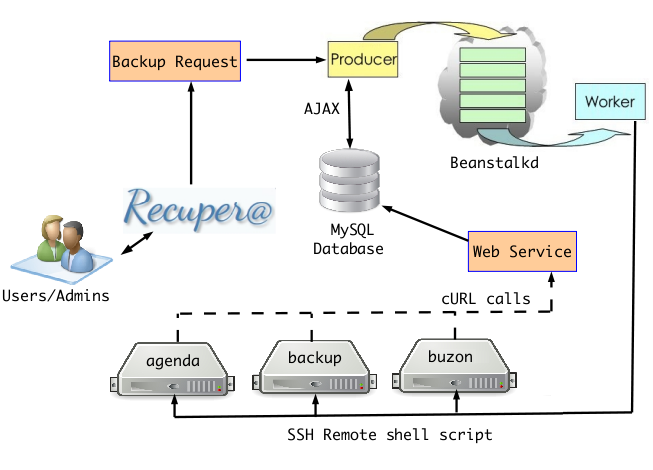 Backup Request
Producer
Worker
AJAX
Beanstalkd
Recuper@
MySQL
Database
Web Service
Users/Admins
cURL calls
agenda
backup
buzon
SSH Remote shell script